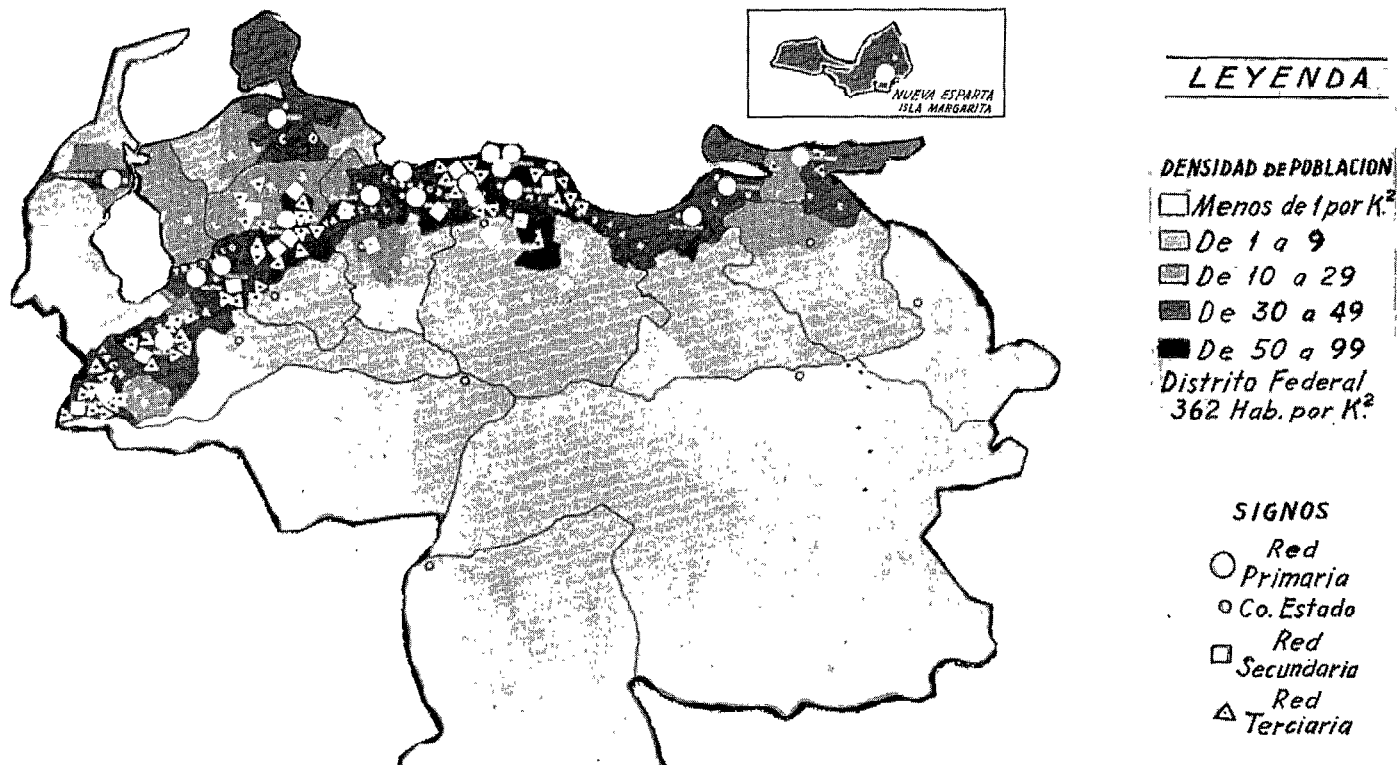 NUEVA ESPARTA
ISLA MARGARITA
LEYENDA
DENSIDAD DE POBLACION
Menos de 1 por K.²
De 1 a 9
De 10 a 29
De 30 a 49
De 50 a 99
Distrito Federal
362 Hab. por K.²
SIGNOS
Red
Primaria
Co. Estado
Red
Secundaria
Red
Terciaria